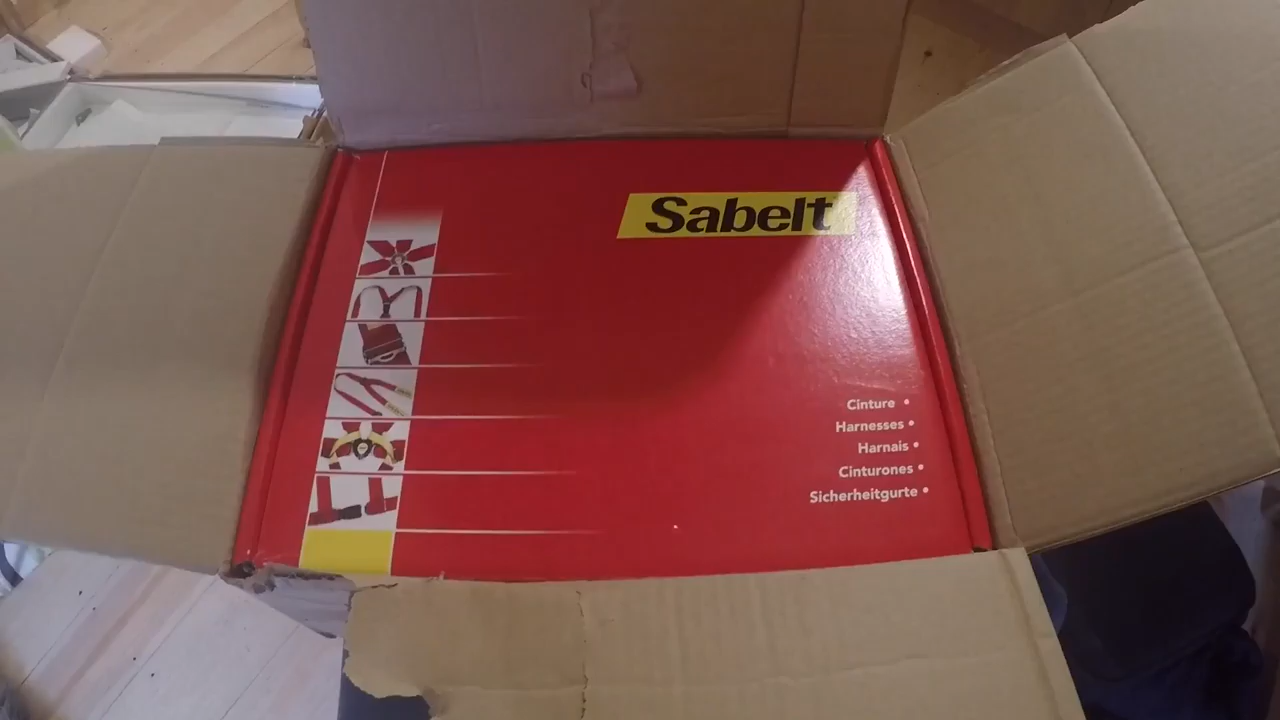 Sabelt
Cinture •
Harnesses •
Harnais •
Cinturones •
Sicherheitgurte •